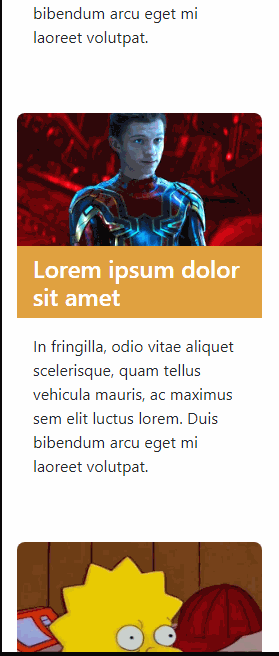 bibendum arcu eget mi
laoreet volutpat.
Lorem ipsum dolor
sit amet
In fringilla, odio vitae aliquet
scelerisque, quam tellus
vehicula mauris, ac maximus
sem elit luctus lorem. Duis
bibendum arcu eget mi
laoreet volutpat.